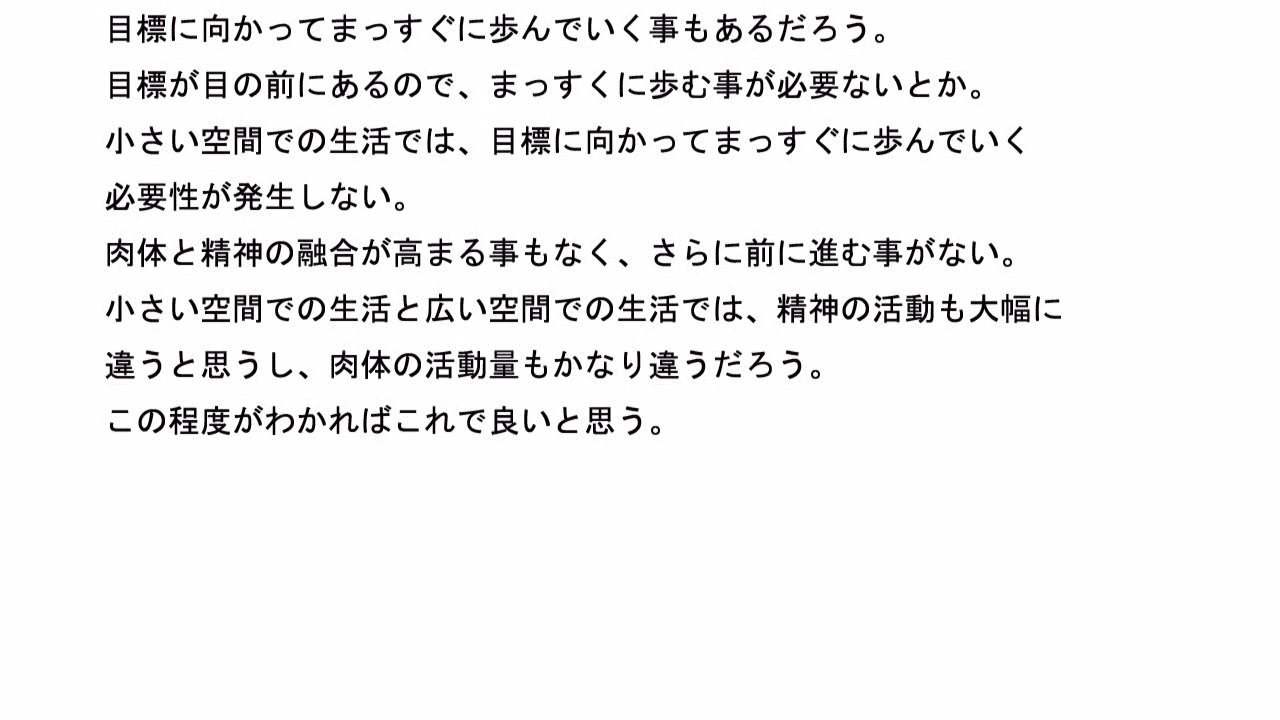 目標に向かってまっすぐに歩んでいく事もあるだろう。
目標が目の前にあるので、まっすくに歩む事が必要ないとか。
小さい空間での生活では、目標に向かってまっすぐに歩んでいく
必要性が発生しない。
肉体と精神の融合が高まる事もなく、さらに前に進む事がない。
小さい空間での生活と広い空間での生活では、精神の活動も大幅に
違うと思うし、肉体の活動量もかなり違うだろう。
この程度がわかればこれで良いと思う。